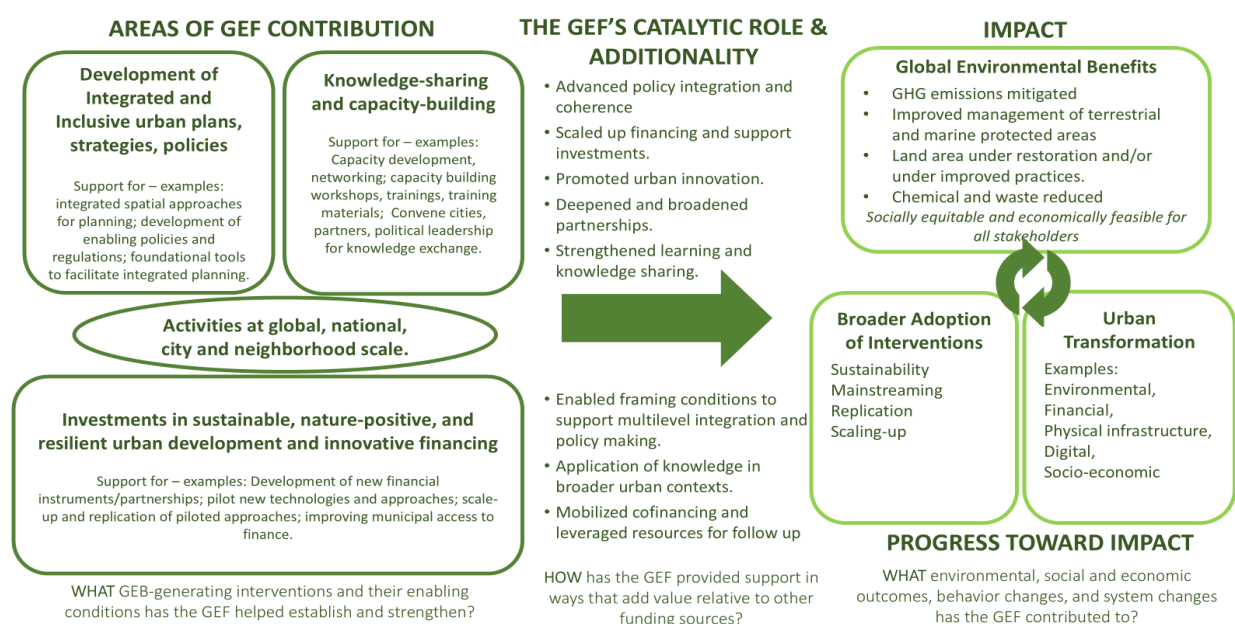 AREAS OF GEF CONTRIBUTION
Development of
Integrated and
Inclusive urban plans,
strategies, policies
Support for – examples:
integrated spatial approaches
for planning; development of
enabling policies and
regulations; foundational tools
to facilitate integrated planning.
Knowledge-sharing
and capacity-building
Support for – examples:
Capacity development,
networking; capacity building
workshops, trainings, training
materials; Convene cities,
partners, political leadership
for knowledge exchange.
Activities at global, national,
city and neighborhood scale.
Investments in sustainable, nature-positive, and
resilient urban development and innovative financing
Support for – examples: Development of new financial
instruments/partnerships; pilot new technologies and approaches; scale-
up and replication of piloted approaches; improving municipal access to
finance.
WHAT GEB-generating interventions and their enabling
conditions has the GEF helped establish and strengthen?
THE GEF'S CATALYTIC ROLE &
ADDITIONALITY
• Advanced policy integration and
coherence
• Scaled up financing and support
investments.
• Promoted urban innovation.
• Deepened and broadened
partnerships.
• Strengthened learning and
knowledge sharing.
• Enabled framing conditions to
support multilevel integration and
policy making.
• Application of knowledge in
broader urban contexts.
• Mobilized cofinancing and
leveraged resources for follow up
HOW has the GEF provided support in
ways that add value relative to other
funding sources?
IMPACT
Global Environmental Benefits
• GHG emissions mitigated
• Improved management of terrestrial
and marine protected areas
• Land area under restoration and/or
under improved practices.
• Chemical and waste reduced
Socially equitable and economically feasible for
all stakeholders
Broader Adoption
of Interventions
Sustainability
Mainstreaming
Replication
Scaling-up
Urban
Transformation
Examples:
Environmental,
Financial,
Physical infrastructure,
Digital,
Socio-economic
PROGRESS TOWARD IMPACT
WHAT environmental, social and economic
outcomes, behavior changes, and system changes
has the GEF contributed to?